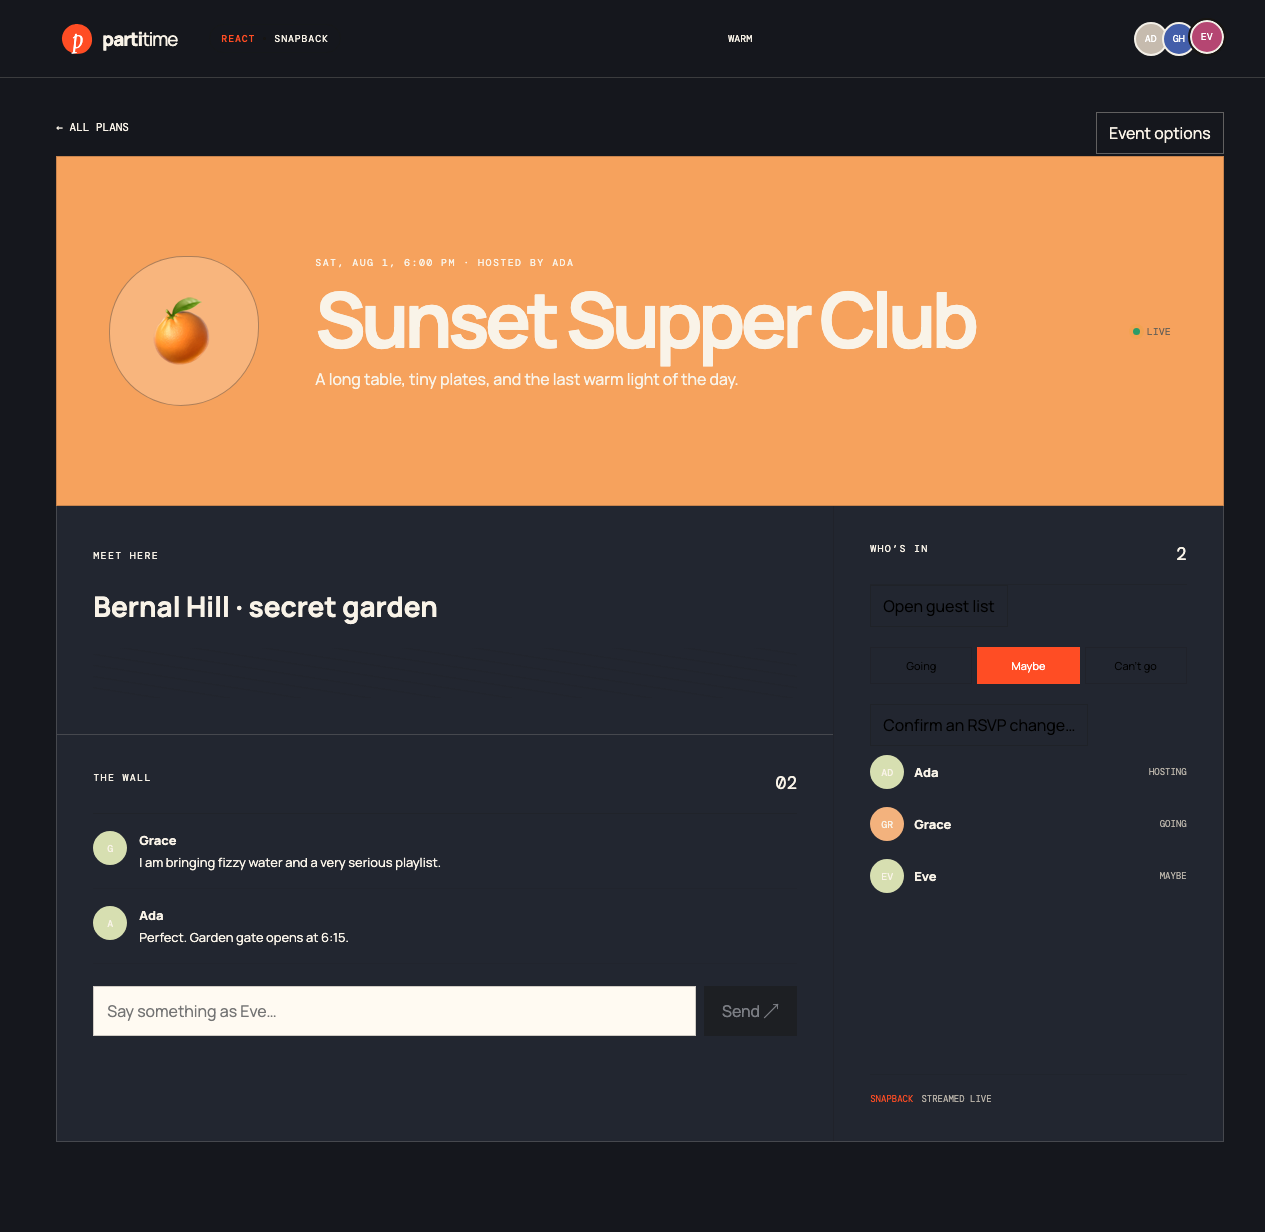 p partitime REACT SNAPBACK WARM AD GH EV
← ALL PLANS
Event options
SAT, AUG 1, 6:00 PM · HOSTED BY ADA
Sunset Supper Club
LIVE
A long table, tiny plates, and the last warm light of the day.
MEET HERE
Bernal Hill · secret garden
THE WALL
02
G
Grace
I am bringing fizzy water and a very serious playlist.
A
Ada
Perfect. Garden gate opens at 6:15.
Say something as Eve…
Send ↗
WHO'S IN
2
Open guest list
Going Maybe Can't go
Confirm an RSVP change…
AD Ada HOSTING
GR Grace GOING
EV Eve MAYBE
SNAPBACK STREAMED LIVE